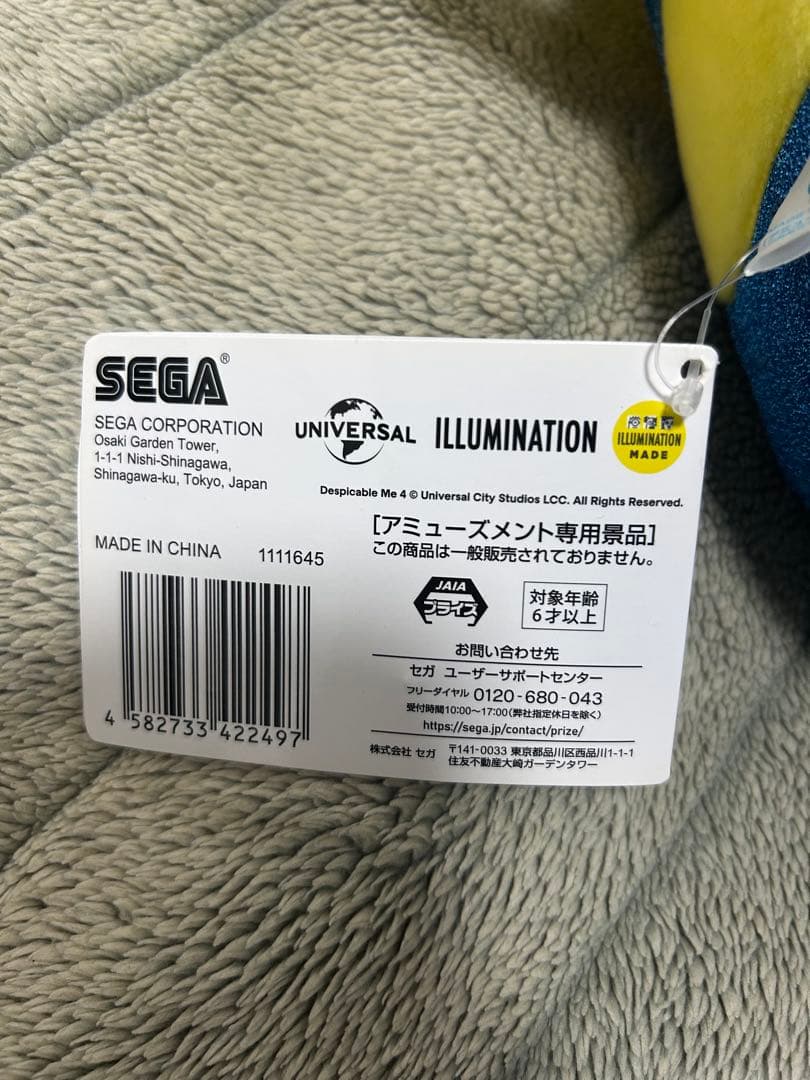 SEGA®
SEGA CORPORATION
Osaki Garden Tower,
1-1-1 Nishi-Shinagawa,
Shinagawa-ku, Tokyo, Japan
UNIVERSAL
ILLUMINATION
ILLUMINATION
MADE
Despicable Me 4 © Universal City Studios LCC. All Rights Reserved.
MADE IN CHINA 1111645
4 582733 422497
[アミューズメント専用景品]
この商品は一般販売されておりません。
JAIA
プライズ
対象年齢
6才以上
お問い合わせ先
セガ ユーザーサポートセンター
フリーダイヤル 0120-680-043
受付時間10:00~17:00(弊社指定休日を除く)
https://sega.jp/contact/prize/
株式会社 セガ 〒141-0033 東京都品川区西品川1-1-1
住友不動産大崎ガーデンタワー